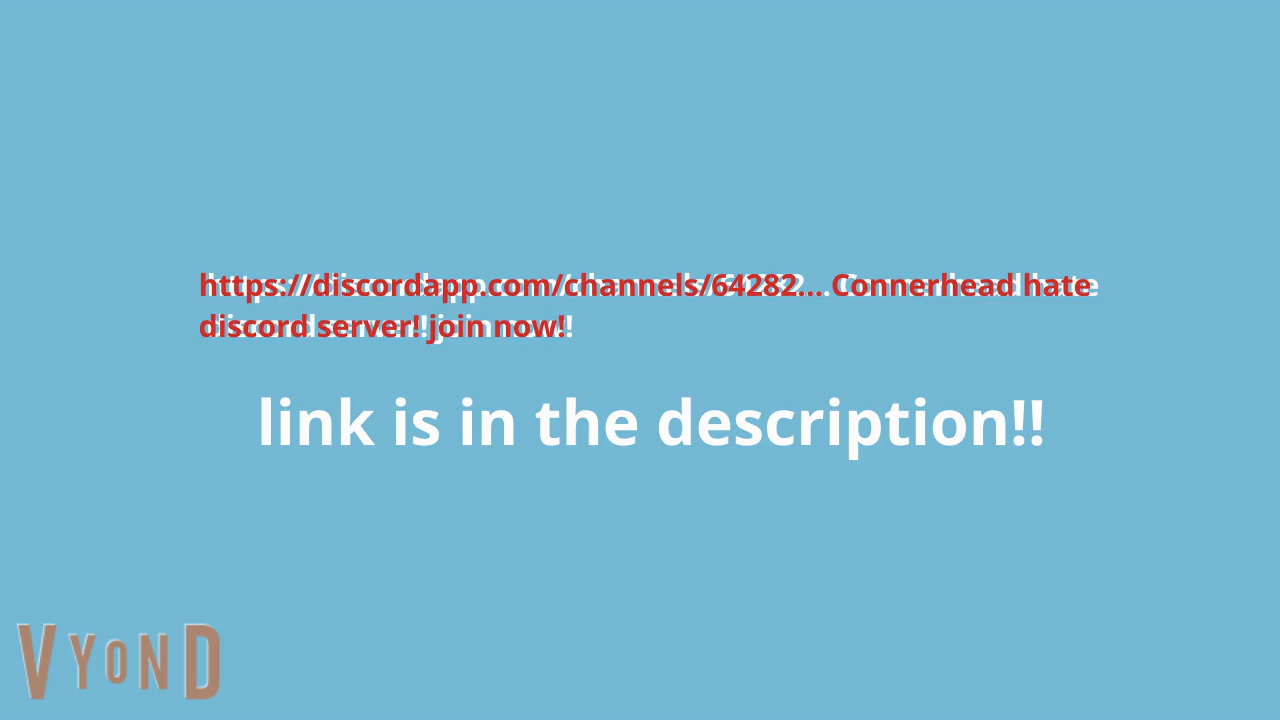 https://discordapp.com/channels/64282... Connerhead hate
discord server! join now!
link is in the description!!
VYOND